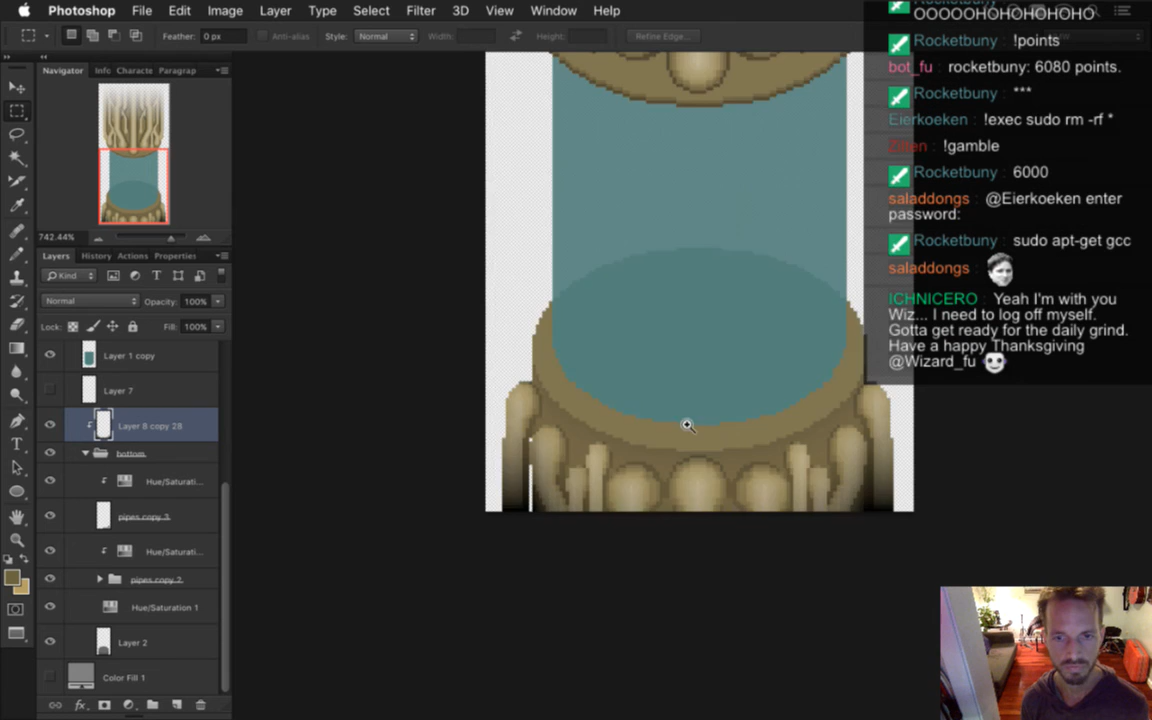 Photoshop File Edit Image Layer Type Select Filter 3D View Window Help
Feather: 0 px Anti-alias Style: Normal Width: Height: Refine Edge...
Navigator Info Characte Paragrap
742.44%
Layers History Actions Properties
Kind
Normal Opacity: 100%
Lock: Fill: 100%
Layer 1 copy
Layer 7
Layer 8 copy 28
bottom
Hue/Saturati...
pipes copy 3
Hue/Saturati...
pipes copy 2
Hue/Saturation 1
Layer 2
Color Fill 1
OOOOOHOHOHOHOHO
Rocketbuny : !points
bot_fu : rocketbuny: 6080 points.
Rocketbuny : ***
Eierkoeken : !exec sudo rm -rf *
!gamble
Rocketbuny : 6000
saladdongs : @Eierkoeken enter
password:
Rocketbuny : sudo apt-get gcc
saladdongs :
ICHNICERO : Yeah I'm with you
Wiz... I need to log off myself.
Gotta get ready for the daily grind.
Have a happy Thanksgiving
@Wizard_fu